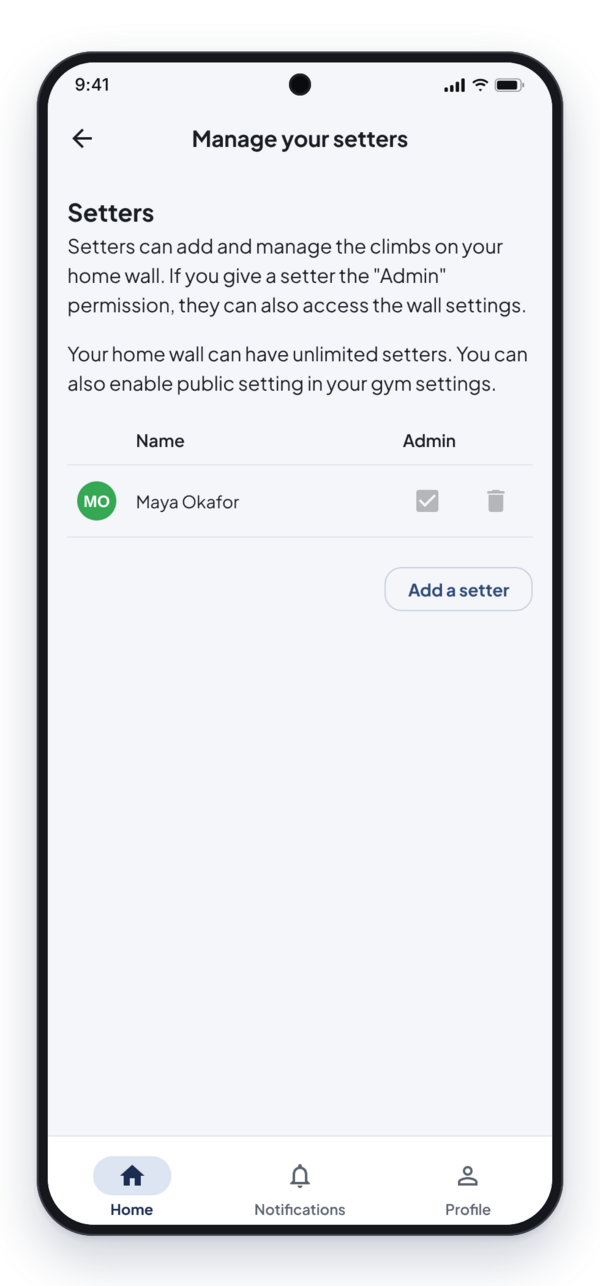 9:41
Manage your setters
Setters
Setters can add and manage the climbs on your
home wall. If you give a setter the "Admin"
permission, they can also access the wall settings.
Your home wall can have unlimited setters. You can
also enable public setting in your gym settings.
Name Admin
MO Maya Okafor
Add a setter
Home Notifications Profile